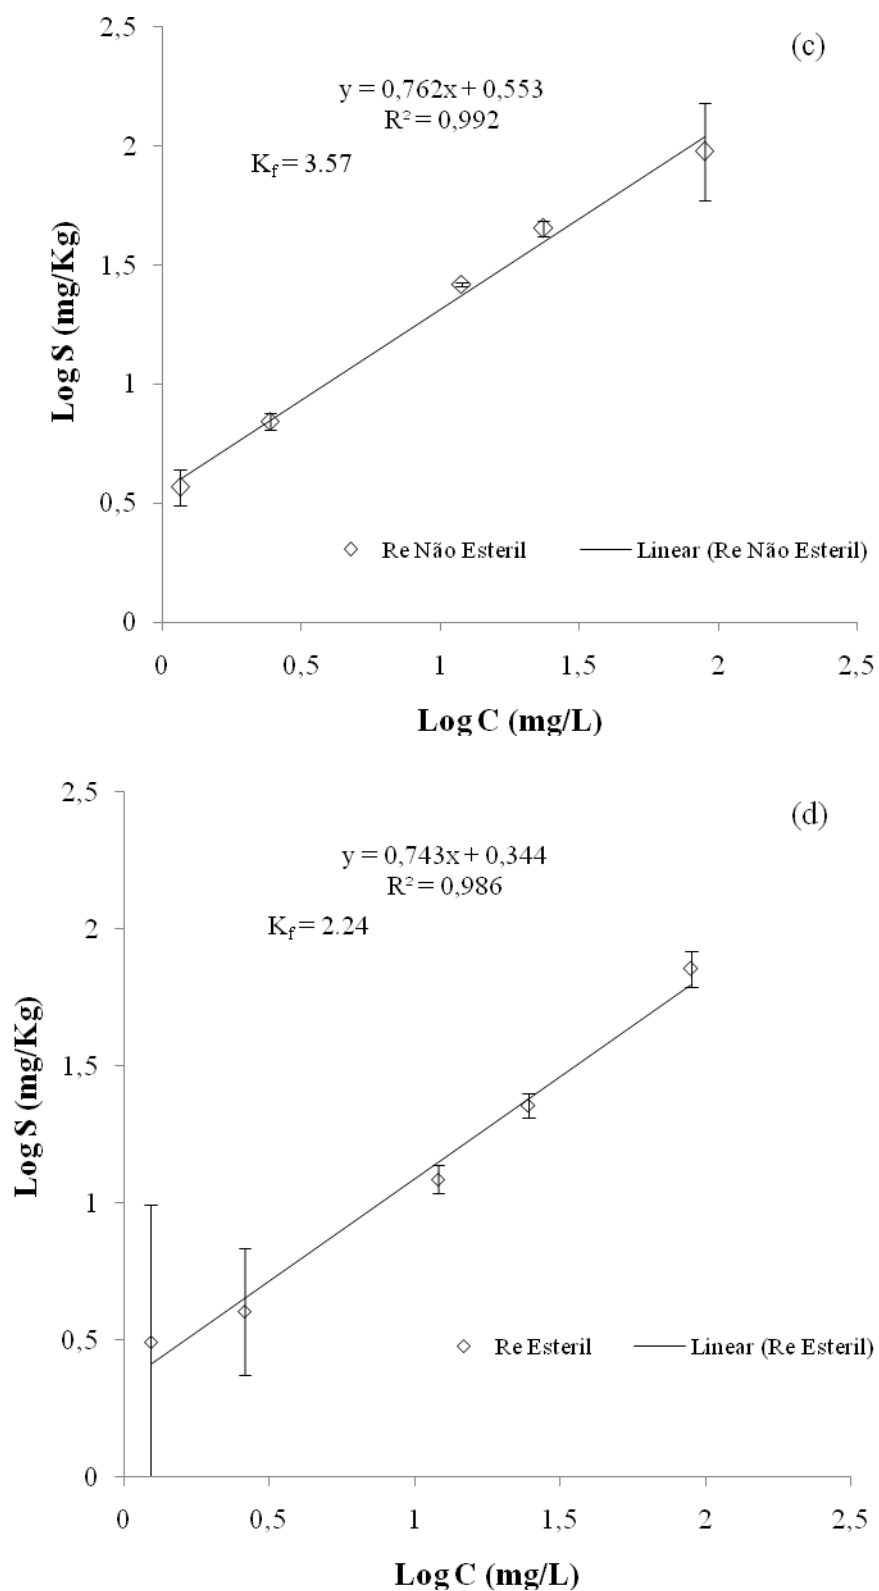 2,5
(c)
y = 0,762x + 0,553
R² = 0,992
2
K_f = 3.57
1,5
Log S (mg/Kg)
1
0,5
Re Não Esteril
Linear (Re Não Esteril)
0
0 0,5 1 1,5 2 2,5
Log C (mg/L)
2,5
(d)
y = 0,743x + 0,344
R² = 0,986
2
K_f = 2.24
1,5
Log S (mg/Kg)
1
0,5
Re Esteril
Linear (Re Esteril)
0
0 0,5 1 1,5 2 2,5
Log C (mg/L)